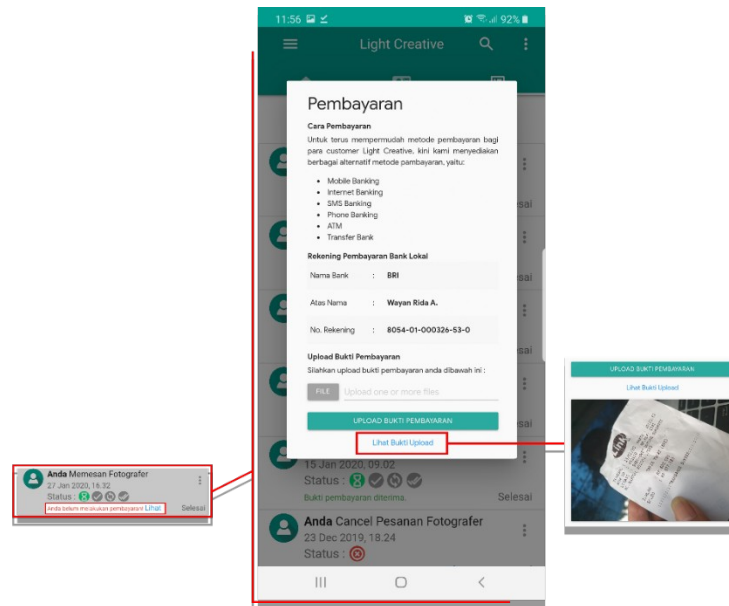 11:56
92%
Light Creative
Pembayaran
Cara Pembayaran
Untuk terus mempermudah metode pembayaran bagi
para customer Light Creative, kini kami menyediakan
berbagai alternatif metode pambayaran, yaitu:
Mobile Banking
Internet Banking
SMS Banking
Phone Banking
ATM
Transfer Bank
Rekening Pembayaran Bank Lokal
Nama Bank : BRI
Atas Nama : Wayan Rida A.
No. Rekening : 8054-01-000326-53-0
Upload Bukti Pembayaran
Silahkan upload bukti pembayaran anda dibawah ini :
FILE Upload one or more files
UPLOAD BUKTI PEMBAYARAN
Lihat Bukti Upload
15 Jan 2020, 09.02
Status :
Bukti pembayaran diterima. Selesai
Anda Cancel Pesanan Fotografer
23 Dec 2019, 18.24
Status :
Anda Memesan Fotografer
27 Jan 2020, 16.32
Status :
Anda belum melakukan pembayaran! Lihat Selesai
UPLOAD BUKTI PEMBAYARAN
Lihat Bukti Upload